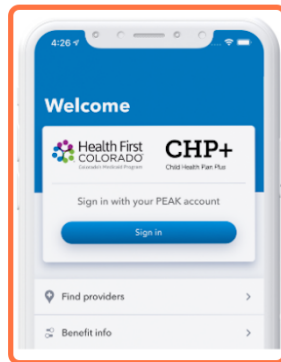 4:26
Welcome
Health First
COLORADO
Colorado's Medicaid Program
CHP+
Child Health Plan Plus
Sign in with your PEAK account
Sign in
Find providers
Benefit info